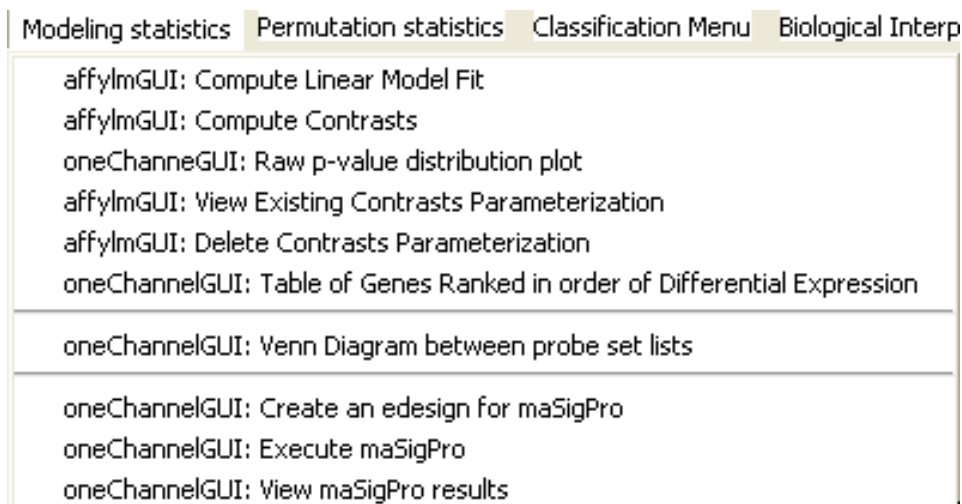 Modeling statistics Permutation statistics Classification Menu Biological Interp
affylmGUI: Compute Linear Model Fit
affylmGUI: Compute Contrasts
oneChanneGUI: Raw p-value distribution plot
affylmGUI: View Existing Contrasts Parameterization
affylmGUI: Delete Contrasts Parameterization
oneChannelGUI: Table of Genes Ranked in order of Differential Expression
oneChannelGUI: Venn Diagram between probe set lists
oneChannelGUI: Create an edesign for maSigPro
oneChannelGUI: Execute maSigPro
oneChannelGUI: View maSigPro results